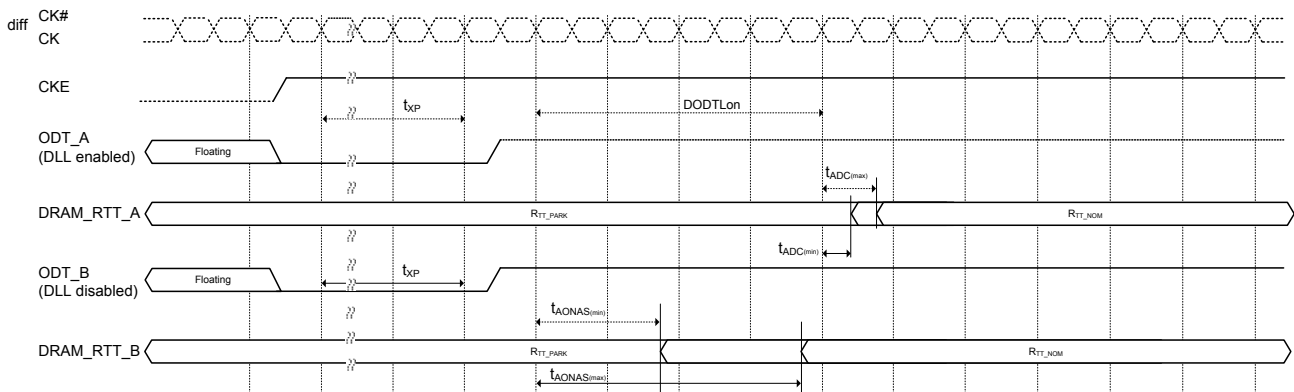 diff CK#
CK
CKE
tXP
DODTLon
ODT_A
(DLL enabled)
Floating
tADC(max)
DRAM_RTT_A
RTT_PARK
RTT_NOM
tADC(min)
ODT_B
(DLL disabled)
Floating
tXP
tAONAS(min)
DRAM_RTT_B
RTT_PARK
RTT_NOM
tAONAS(max)